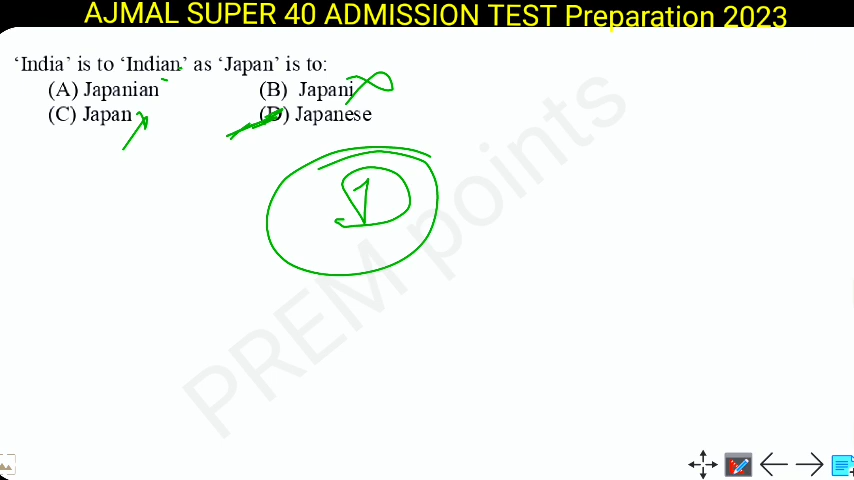 AJMAL SUPER 40 ADMISSION TEST Preparation 2023
‘India’ is to ‘Indian’ as ‘Japan’ is to:
(A) Japanian (B) Japani
(C) Japan (D) Japanese
D
PREM points